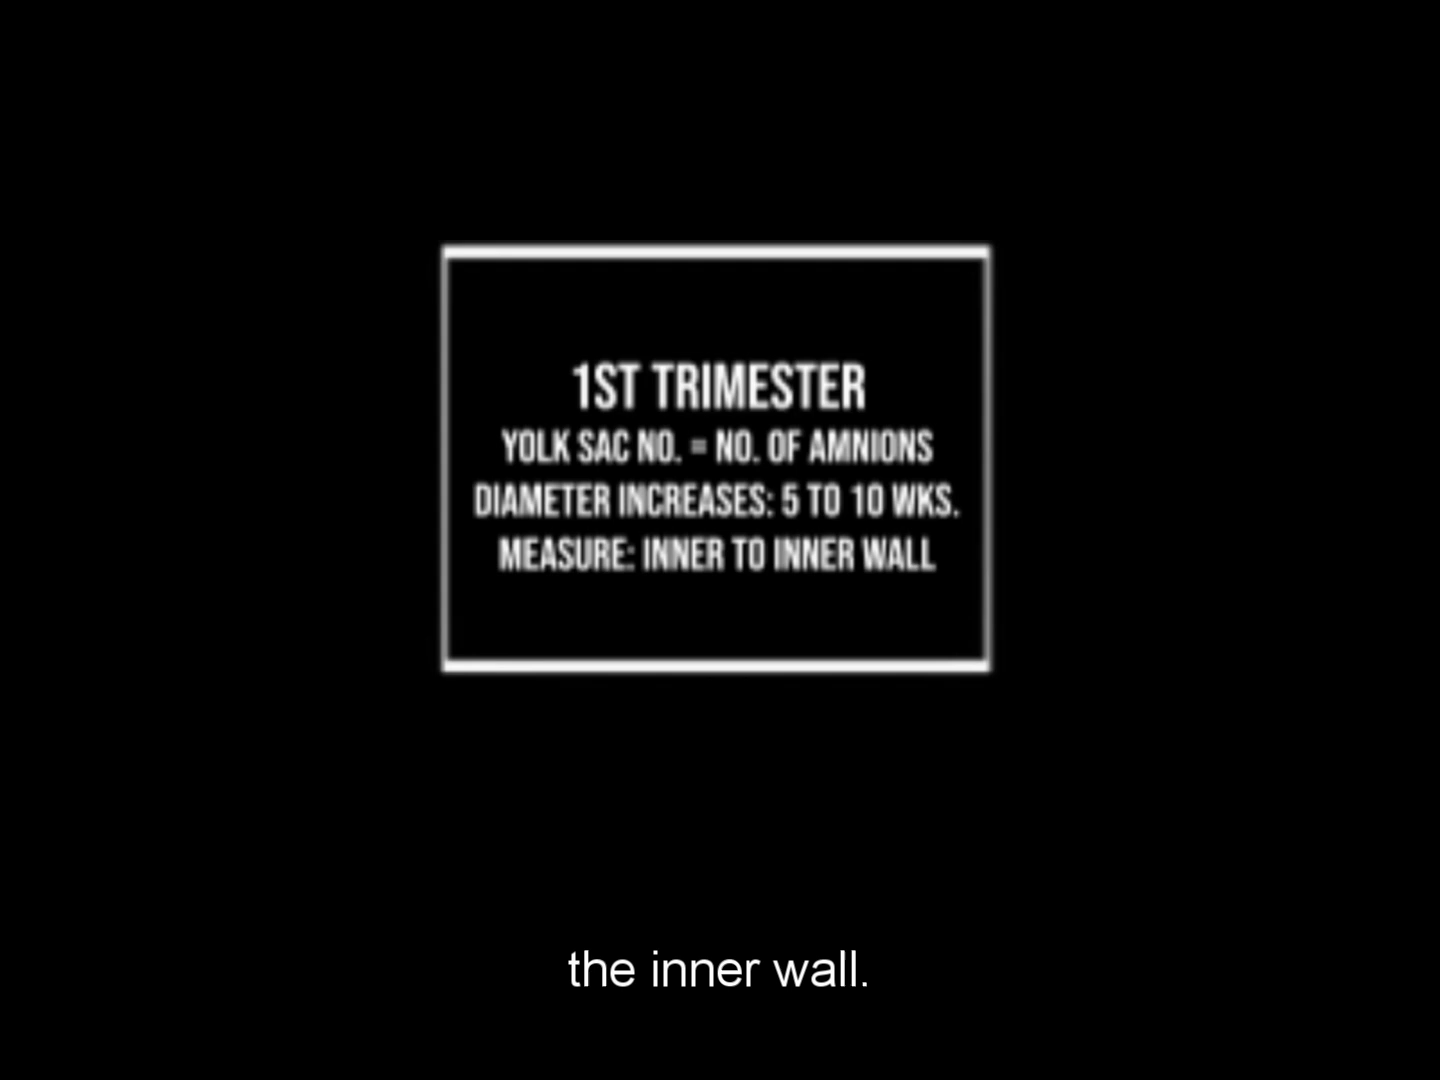 1ST TRIMESTER
YOLK SAC NO. = NO. OF AMNIONS
DIAMETER INCREASES: 5 TO 10 WKS.
MEASURE: INNER TO INNER WALL
the inner wall.